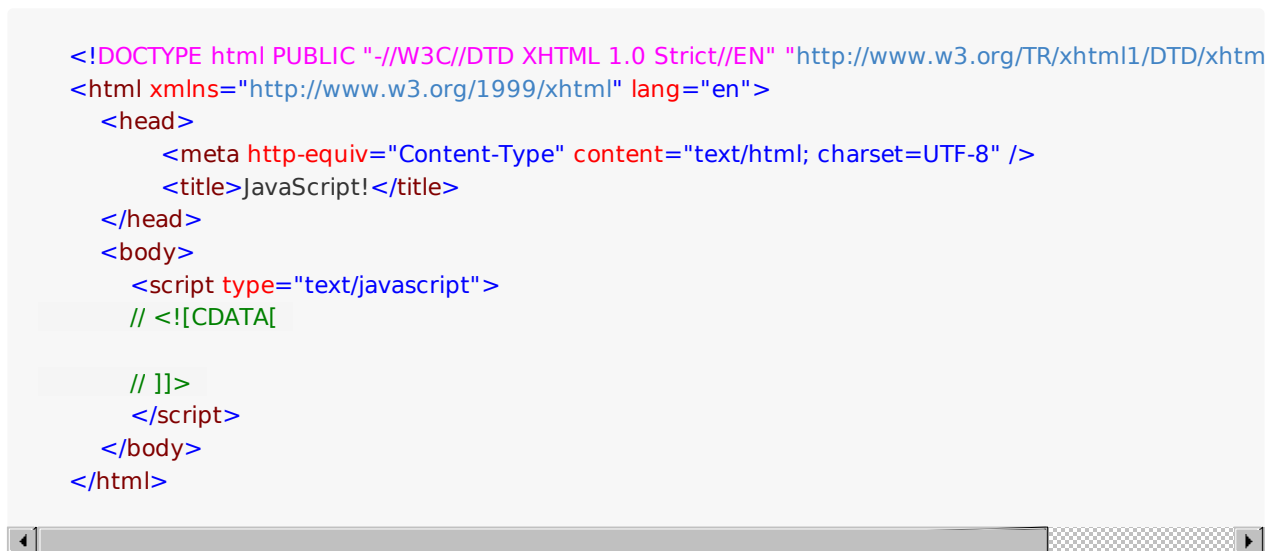 <!DOCTYPE html PUBLIC "-//W3C//DTD XHTML 1.0 Strict//EN" "http://www.w3.org/TR/xhtml1/DTD/xhtm
<html xmlns="http://www.w3.org/1999/xhtml" lang="en">
<head>
<meta http-equiv="Content-Type" content="text/html; charset=UTF-8" />
<title>JavaScript!</title>
</head>
<body>
<script type="text/javascript">
// <![CDATA[
// ]]>
</script>
</body>
</html>